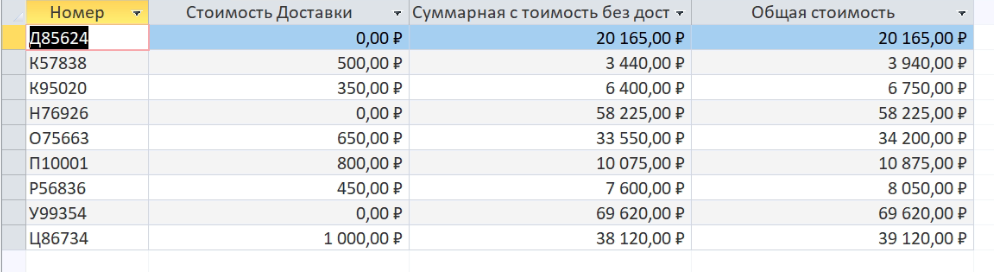 Номер Стоимость Доставки Суммарная с тоимость без дост Общая стоимость
Д85624 0,00 ₽ 20 165,00 ₽ 20 165,00 ₽
К57838 500,00 ₽ 3 440,00 ₽ 3 940,00 ₽
К95020 350,00 ₽ 6 400,00 ₽ 6 750,00 ₽
Н76926 0,00 ₽ 58 225,00 ₽ 58 225,00 ₽
О75663 650,00 ₽ 33 550,00 ₽ 34 200,00 ₽
П10001 800,00 ₽ 10 075,00 ₽ 10 875,00 ₽
Р56836 450,00 ₽ 7 600,00 ₽ 8 050,00 ₽
У99354 0,00 ₽ 69 620,00 ₽ 69 620,00 ₽
Ц86734 1 000,00 ₽ 38 120,00 ₽ 39 120,00 ₽